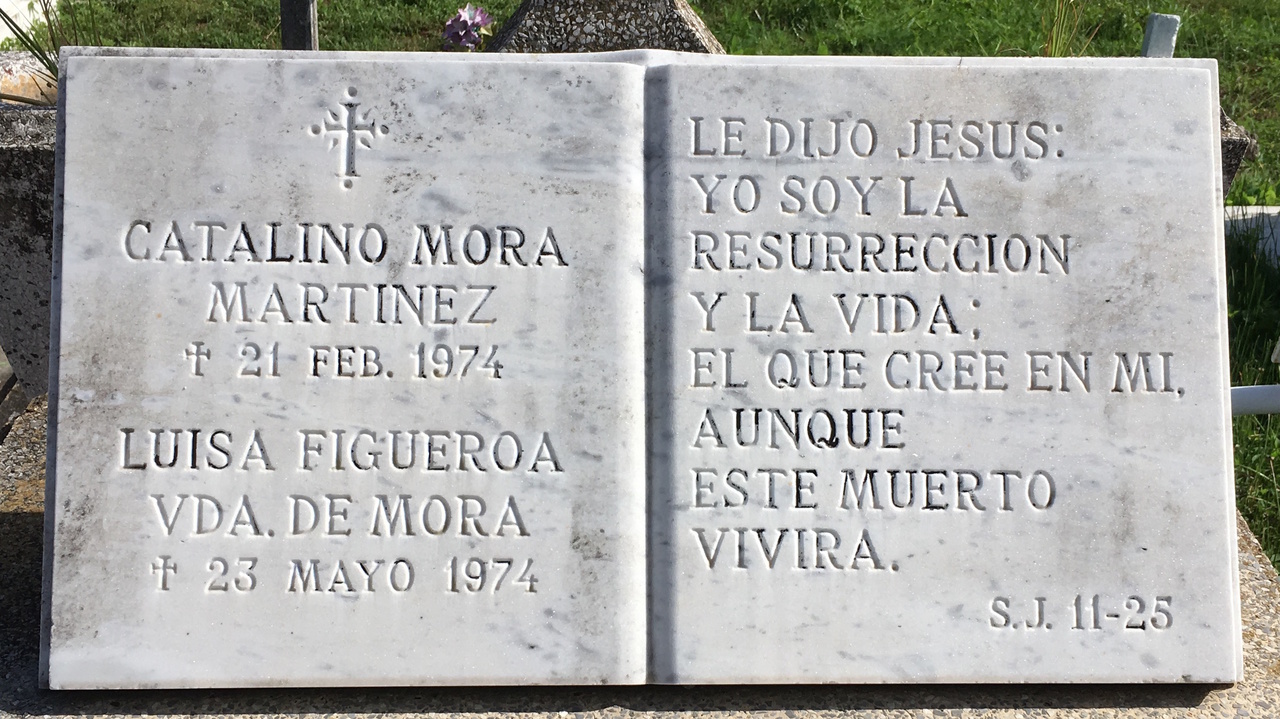 CATALINO MORA
MARTINEZ
✝ 21 FEB. 1974
LUISA FIGUEROA
VDA. DE MORA
✝ 23 MAYO 1974
LE DIJO JESUS:
YO SOY LA
RESURRECCION
Y LA VIDA;
EL QUE CREE EN MI,
AUNQUE
ESTE MUERTO
VIVIRA.
S.J. 11-25